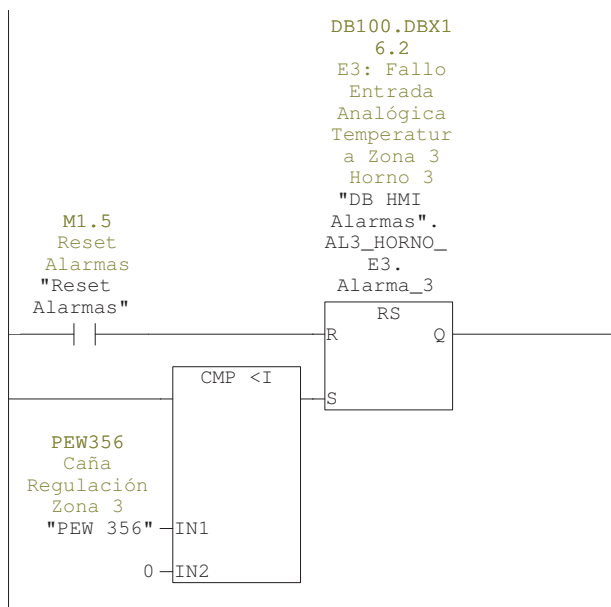 DB100.DBX1
6.2
E3: Fallo
Entrada
Analógica
Temperatur
a Zona 3
Horno 3
"DB HMI
Alarmas".
AL3_HORNO_
E3.
Alarma_3
M1.5
Reset
Alarmas
"Reset
Alarmas"
RS
R
Q
CMP <I
S
PEW356
Caña
Regulación
Zona 3
"PEW 356"
IN1
0
IN2